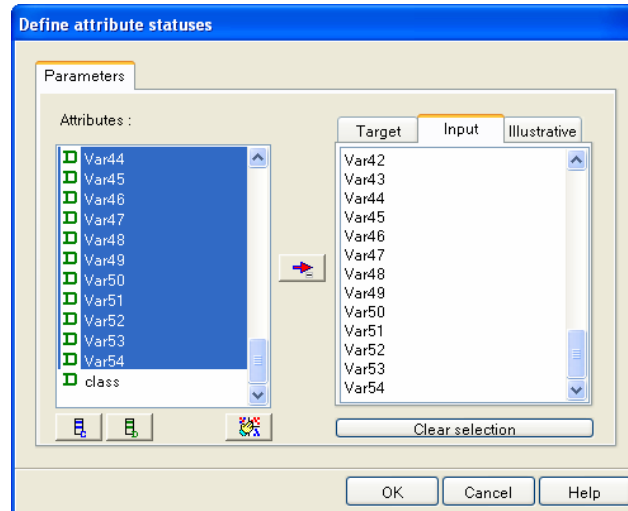 Define attribute statuses
Parameters
Attributes :
D Var44
D Var45
D Var46
D Var47
D Var48
D Var49
D Var50
D Var51
D Var52
D Var53
D Var54
D class
Target Input Illustrative
Var42
Var43
Var44
Var45
Var46
Var47
Var48
Var49
Var50
Var51
Var52
Var53
Var54
Clear selection
OK Cancel Help